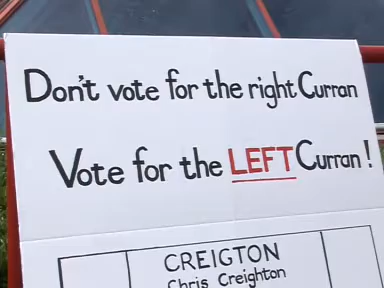 Don't vote for the right Curran
Vote for the LEFT Curran!
CREIGTON
Chris Creighton